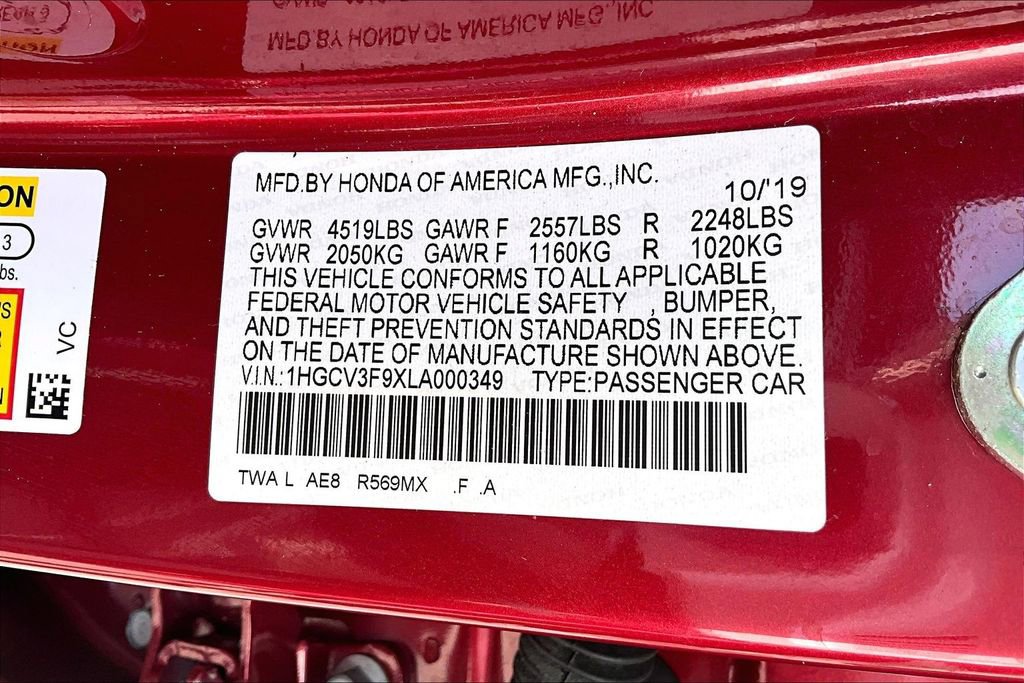 MFD.BY HONDA OF AMERICA MFG.,INC.
MFD.BY HONDA OF AMERICA MFG.,INC.
10/'19
GVWR 4519LBS GAWR F 2557LBS R 2248LBS
GVWR 2050KG GAWR F 1160KG R 1020KG
THIS VEHICLE CONFORMS TO ALL APPLICABLE
FEDERAL MOTOR VEHICLE SAFETY , BUMPER,
AND THEFT PREVENTION STANDARDS IN EFFECT
ON THE DATE OF MANUFACTURE SHOWN ABOVE.
V.I.N.:1HGCV3F9XLA000349 TYPE:PASSENGER CAR
TWA L AE8 R569MX .F .A
ON
3
bs.
VC